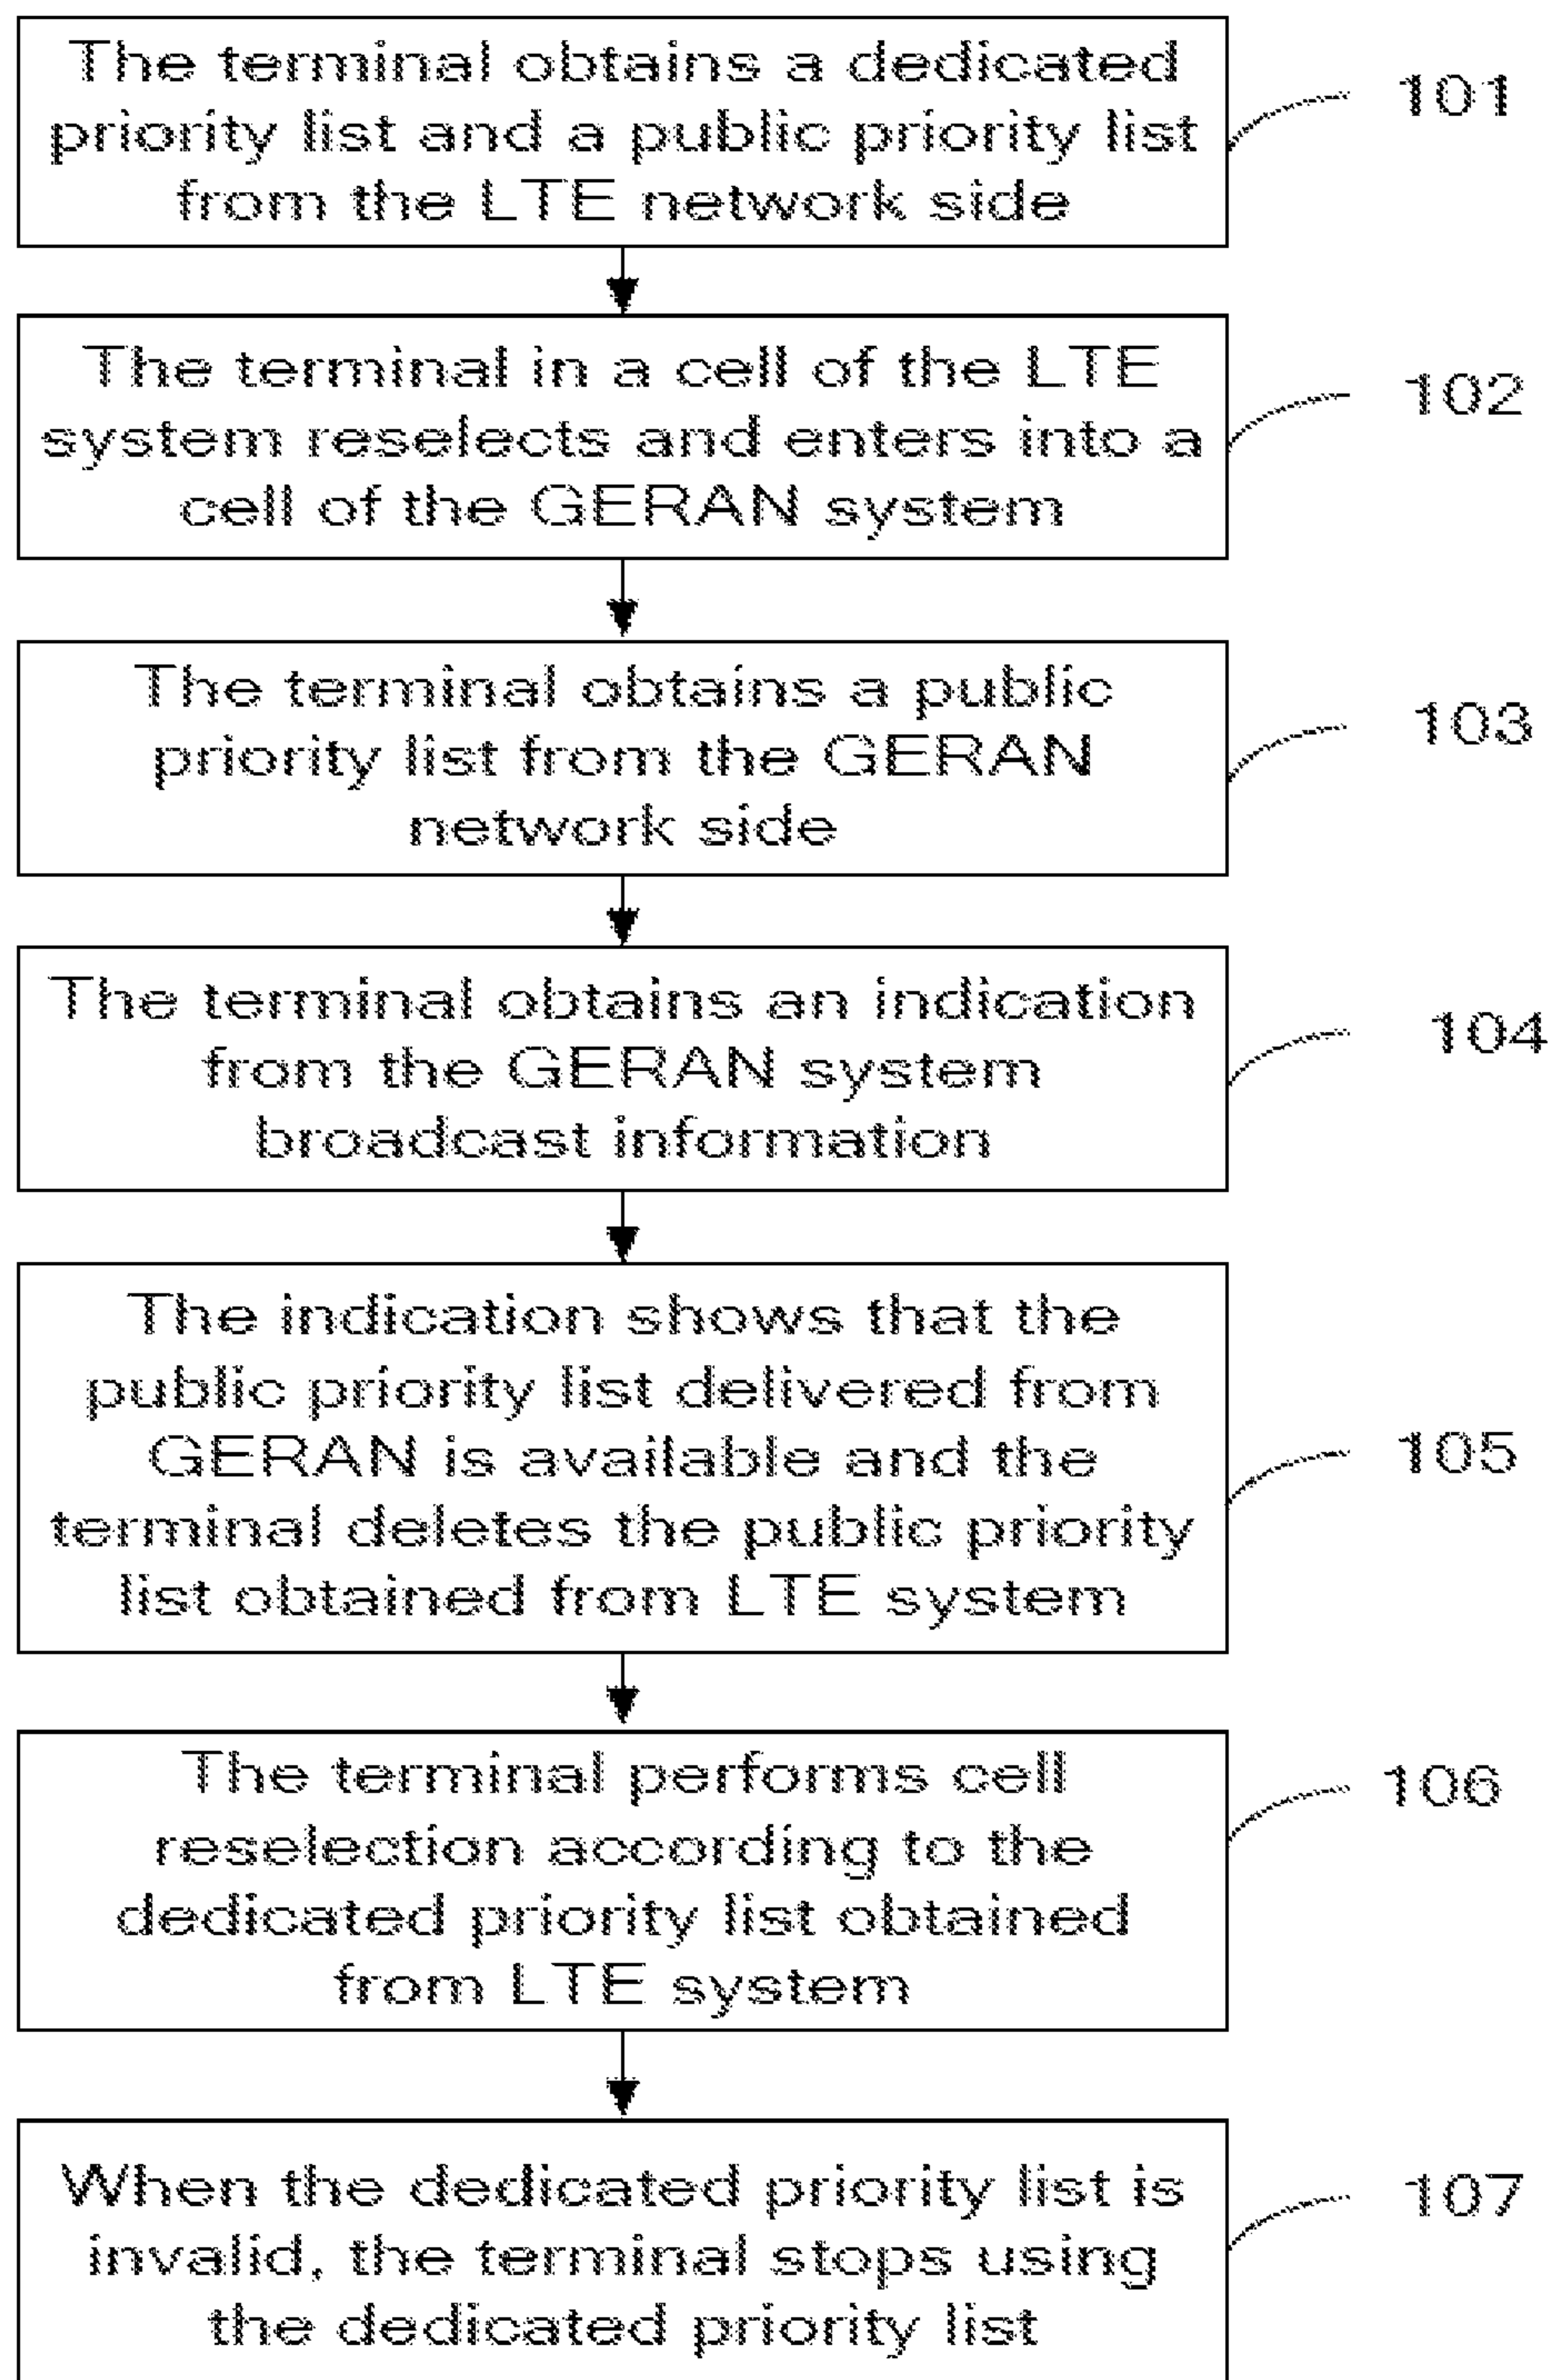 The terminal obtains a dedicated
priority list and a public priority list
from the LTE network side
101
The terminal in a cell of the LTE
system reselects and enters into a
cell of the GERAN system
102
The terminal obtains a public
priority list from the GERAN
network side
103
The terminal obtains an indication
from the GERAN system
broadcast information
104
The indication shows that the
public priority list delivered from
GERAN is available and the
terminal deletes the public priority
list obtained from LTE system
105
The terminal performs cell
reselection according to the
dedicated priority list obtained
from LTE system
106
When the dedicated priority list is
invalid, the terminal stops using
the dedicated priority list
107